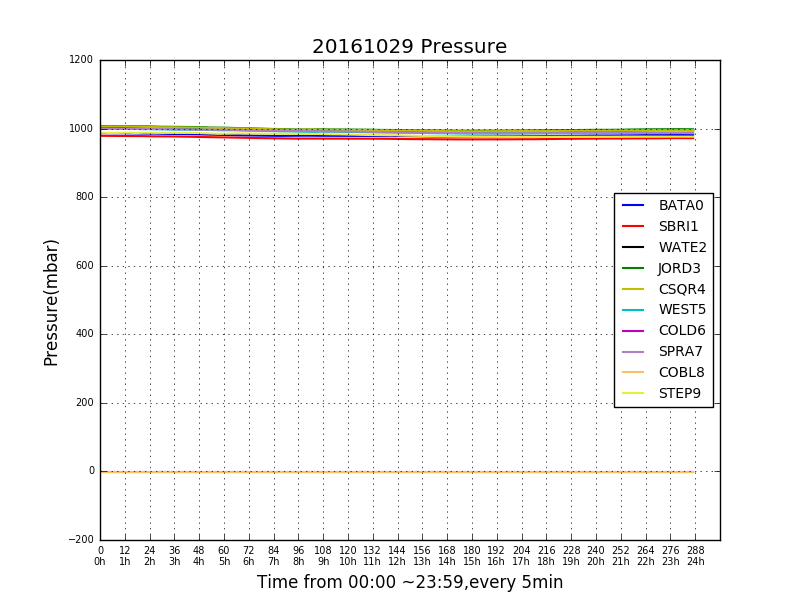 20161029 Pressure
1200
1000
800
600
400
200
0
−200
Pressure(mbar)
BATA0
SBRI1
WATE2
JORD3
CSQR4
WEST5
COLD6
SPRA7
COBL8
STEP9
0 12 24 36 48 60 72 84 96 108 120 132 144 156 168 180 192 204 216 228 240 252 264 276 288
0h 1h 2h 3h 4h 5h 6h 7h 8h 9h 10h 11h 12h 13h 14h 15h 16h 17h 18h 19h 20h 21h 22h 23h 24h
Time from 00:00 ~23:59,every 5min